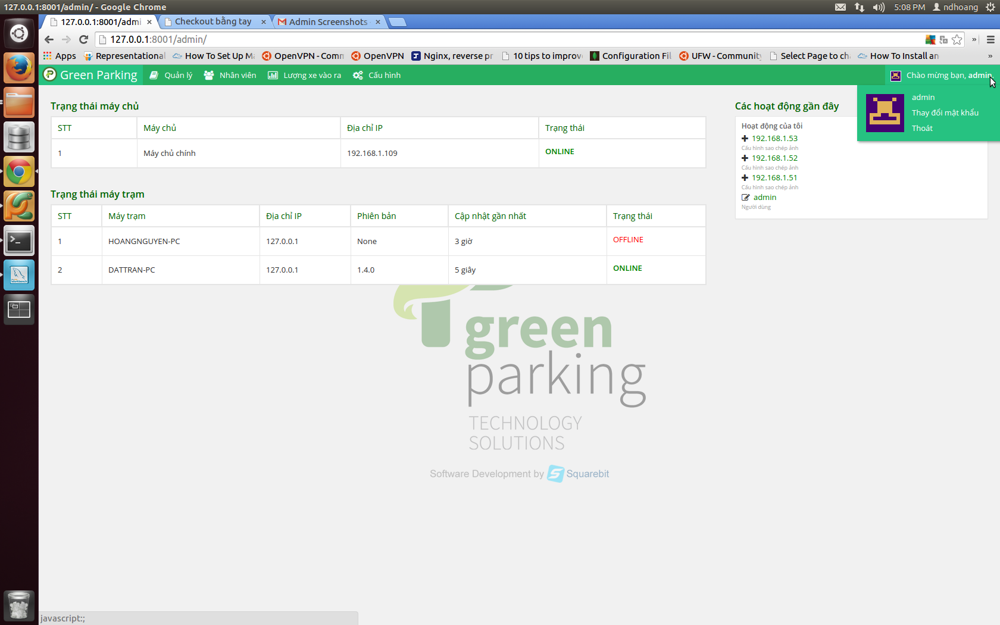 127.0.0.1:8001/admin/ - Google Chrome
5:08 PM ndhoang
127.0.0.1:8001/admi
Checkout bằng tay
Admin Screenshots
127.0.0.1:8001/admin/
Apps Representational How To Set Up OpenVPN - Comm OpenVPN Nginx, reverse pr 10 tips to improv Configuration Fil UFW - Community Select Page to ch How To Install an
Green Parking Quản lý Nhân viên Lượng xe vào ra Cấu hình Chào mừng bạn, admin.
admin
Thay đổi mật khẩu
Thoát
Trạng thái máy chủ
STT Máy chủ Địa chỉ IP Trạng thái
1 Máy chủ chính 192.168.1.109 ONLINE
Trạng thái máy trạm
STT Máy trạm Địa chỉ IP Phiên bản Cập nhật gần nhất Trạng thái
1 HOANGNGUYEN-PC 127.0.0.1 None 3 giờ OFFLINE
2 DATTRAN-PC 127.0.0.1 1.4.0 5 giây ONLINE
Các hoạt động gần đây
Hoạt động của tôi
192.168.1.53
Cấu hình sao chép ảnh
192.168.1.52
Cấu hình sao chép ảnh
192.168.1.51
Cấu hình sao chép ảnh
admin
Người dùng
green
parking
TECHNOLOGY
SOLUTIONS
Software Development by Squarebit
javascript:;